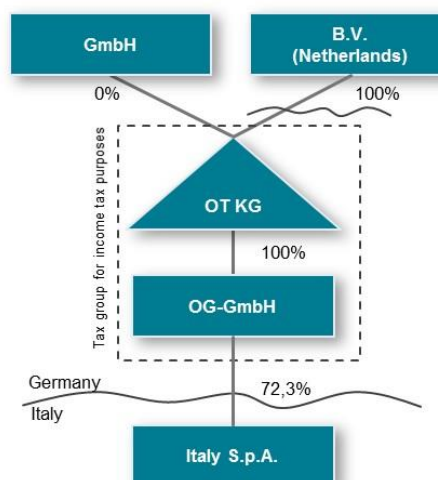 GmbH
B.V.
(Netherlands)
0%
100%
Tax group for income tax purposes
OT KG
100%
OG-GmbH
Germany
72,3%
Italy
Italy S.p.A.